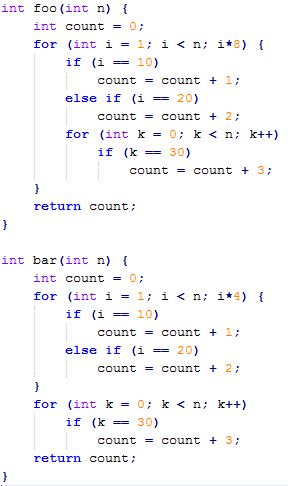 int foo(int n) {
    int count = 0;
    for (int i = 1; i < n; i*8) {
        if (i == 10)
            count = count + 1;
        else if (i == 20)
            count = count + 2;
        for (int k = 0; k < n; k++)
            if (k == 30)
                count = count + 3;
    }
    return count;
}

int bar(int n) {
    int count = 0;
    for (int i = 1; i < n; i*4) {
        if (i == 10)
            count = count + 1;
        else if (i == 20)
            count = count + 2;
    }
    for (int k = 0; k < n; k++)
        if (k == 30)
            count = count + 3;
    return count;
}